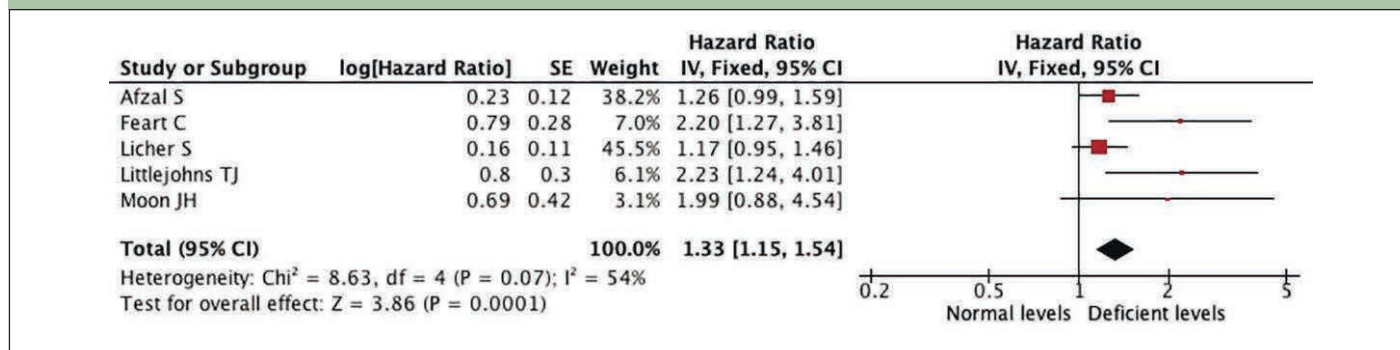 Hazard Ratio Hazard Ratio
Study or Subgroup log[Hazard Ratio] SE Weight IV, Fixed, 95% CI IV, Fixed, 95% CI
Afzal S 0.23 0.12 38.2% 1.26 [0.99, 1.59]
Feart C 0.79 0.28 7.0% 2.20 [1.27, 3.81]
Licher S 0.16 0.11 45.5% 1.17 [0.95, 1.46]
Littlejohns TJ 0.8 0.3 6.1% 2.23 [1.24, 4.01]
Moon JH 0.69 0.42 3.1% 1.99 [0.88, 4.54]
Total (95% CI) 100.0% 1.33 [1.15, 1.54]
Heterogeneity: Chi² = 8.63, df = 4 (P = 0.07); I² = 54%
Test for overall effect: Z = 3.86 (P = 0.0001)
0.2 0.5 1 2 5
Normal levels Deficient levels